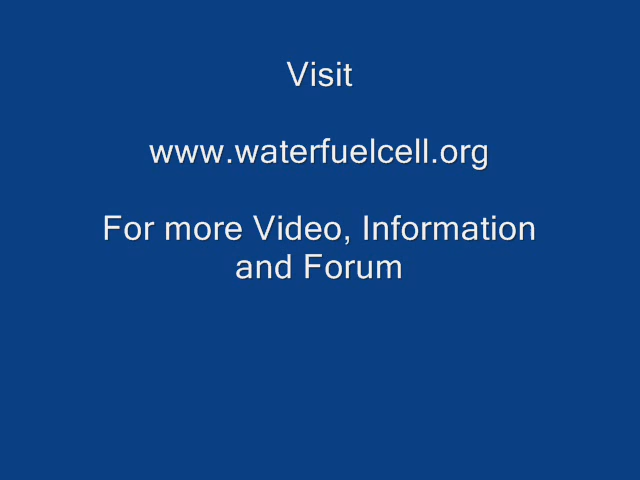 Visit
www.waterfuelcell.org
For more Video, Information
and Forum